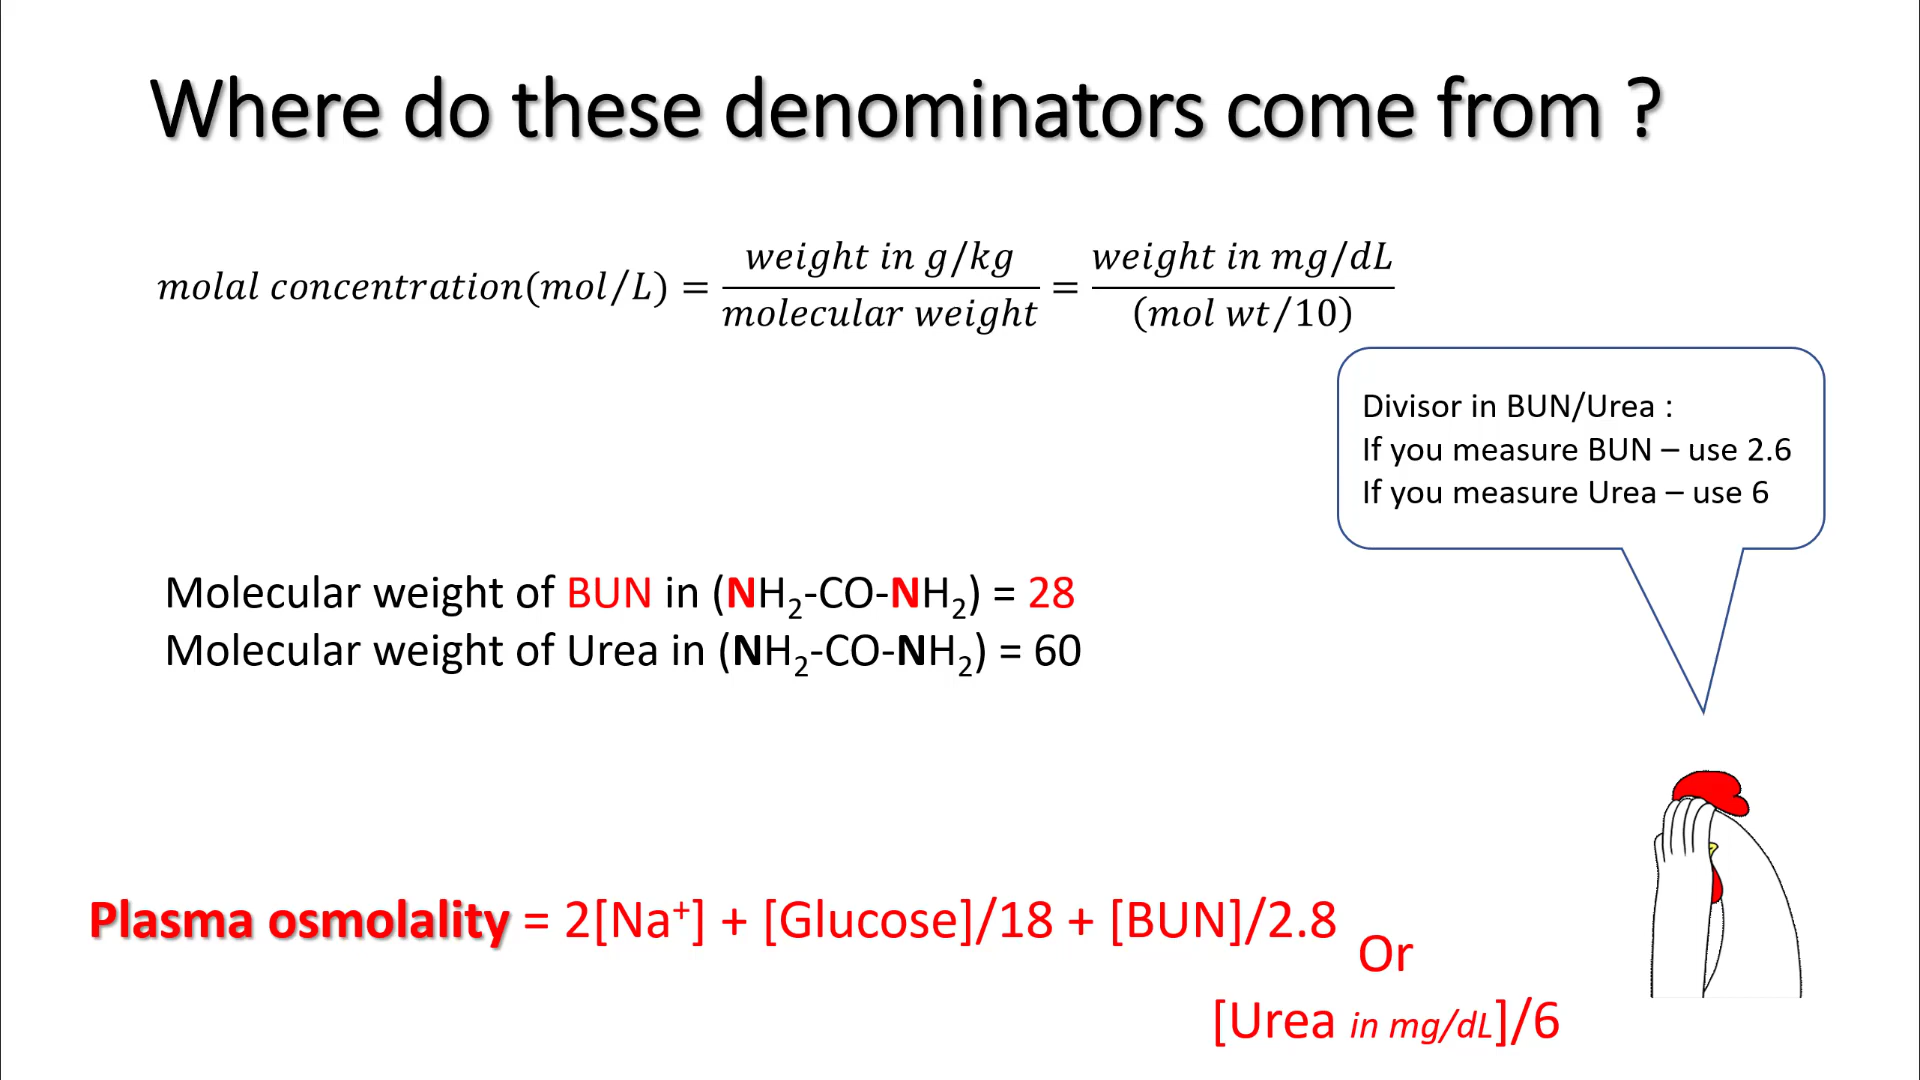 Where do these denominators come from ?
molal concentration(mol/L) = weight in g/kg / molecular weight = weight in mg/dL / (mol wt/10)
Divisor in BUN/Urea :
If you measure BUN – use 2.6
If you measure Urea – use 6
Molecular weight of BUN in (NH₂-CO-NH₂) = 28
Molecular weight of Urea in (NH₂-CO-NH₂) = 60
Plasma osmolality = 2[Na⁺] + [Glucose]/18 + [BUN]/2.8
Or
[Urea in mg/dL]/6